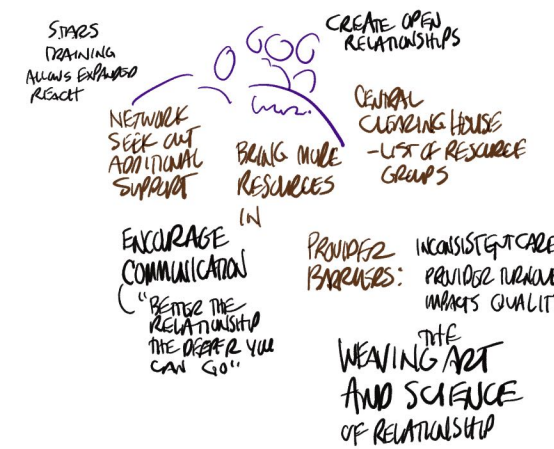 STARS
TRAINING
ALLOWS EXPANDED
REACH
CREATE OPEN
RELATIONSHIPS
NETWORK
SEEK OUT
ADDITIONAL
SUPPORT
BRING MORE
RESOURCES
IN
CENTRAL
CLEARING HOUSE
-LIST OF RESOURCE
GROUPS
ENCOURAGE
COMMUNICATION
"BETTER THE
RELATIONSHIP
THE DEEPER YOU
CAN GO"
PROVIDER
BARRIERS:
INCONSISTENT CARE
PROVIDER TURNOV
IMPACTS QUALIT
THE
WEAVING ART
AND SCIENCE
OF RELATIONSHIP